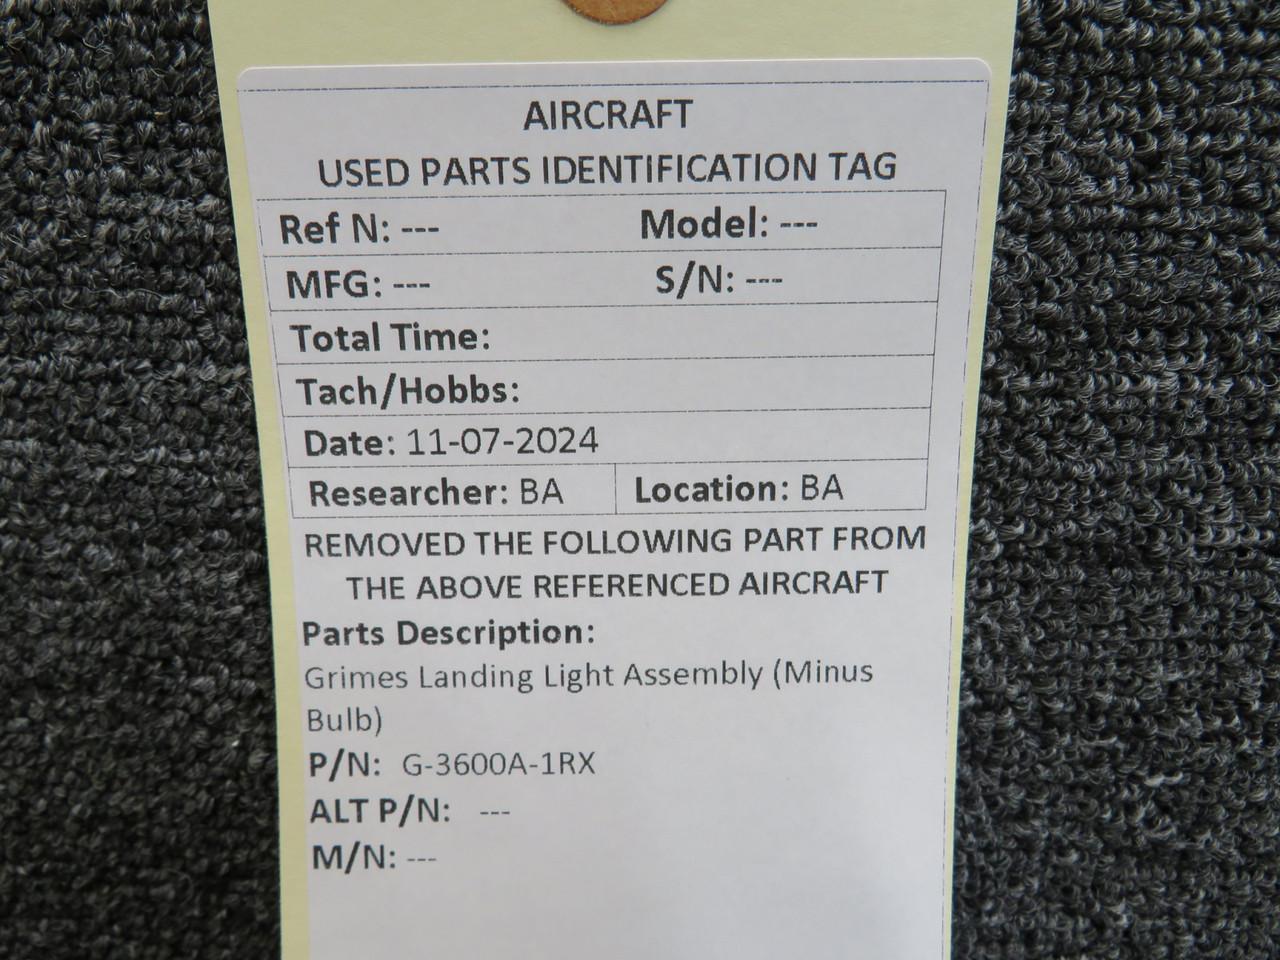 AIRCRAFT
USED PARTS IDENTIFICATION TAG
Ref N: --- Model: ---
MFG: --- S/N: ---
Total Time:
Tach/Hobbs:
Date: 11-07-2024
Researcher: BA Location: BA
REMOVED THE FOLLOWING PART FROM
THE ABOVE REFERENCED AIRCRAFT
Parts Description:
Grimes Landing Light Assembly (Minus
Bulb)
P/N: G-3600A-1RX
ALT P/N: ---
M/N: ---